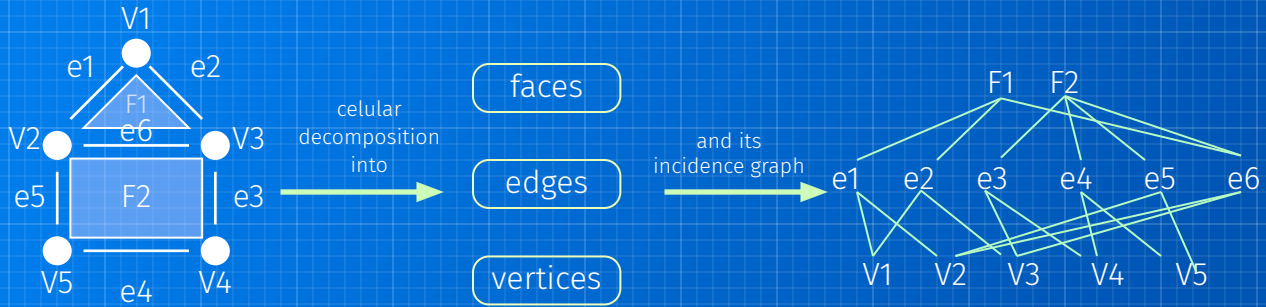 V1
e1
e2
F1
V2
e6
V3
e5
F2
e3
V5
e4
V4
celular
decomposition
into
faces
edges
vertices
and its
incidence graph
F1 F2
e1 e2 e3 e4 e5 e6
V1 V2 V3 V4 V5